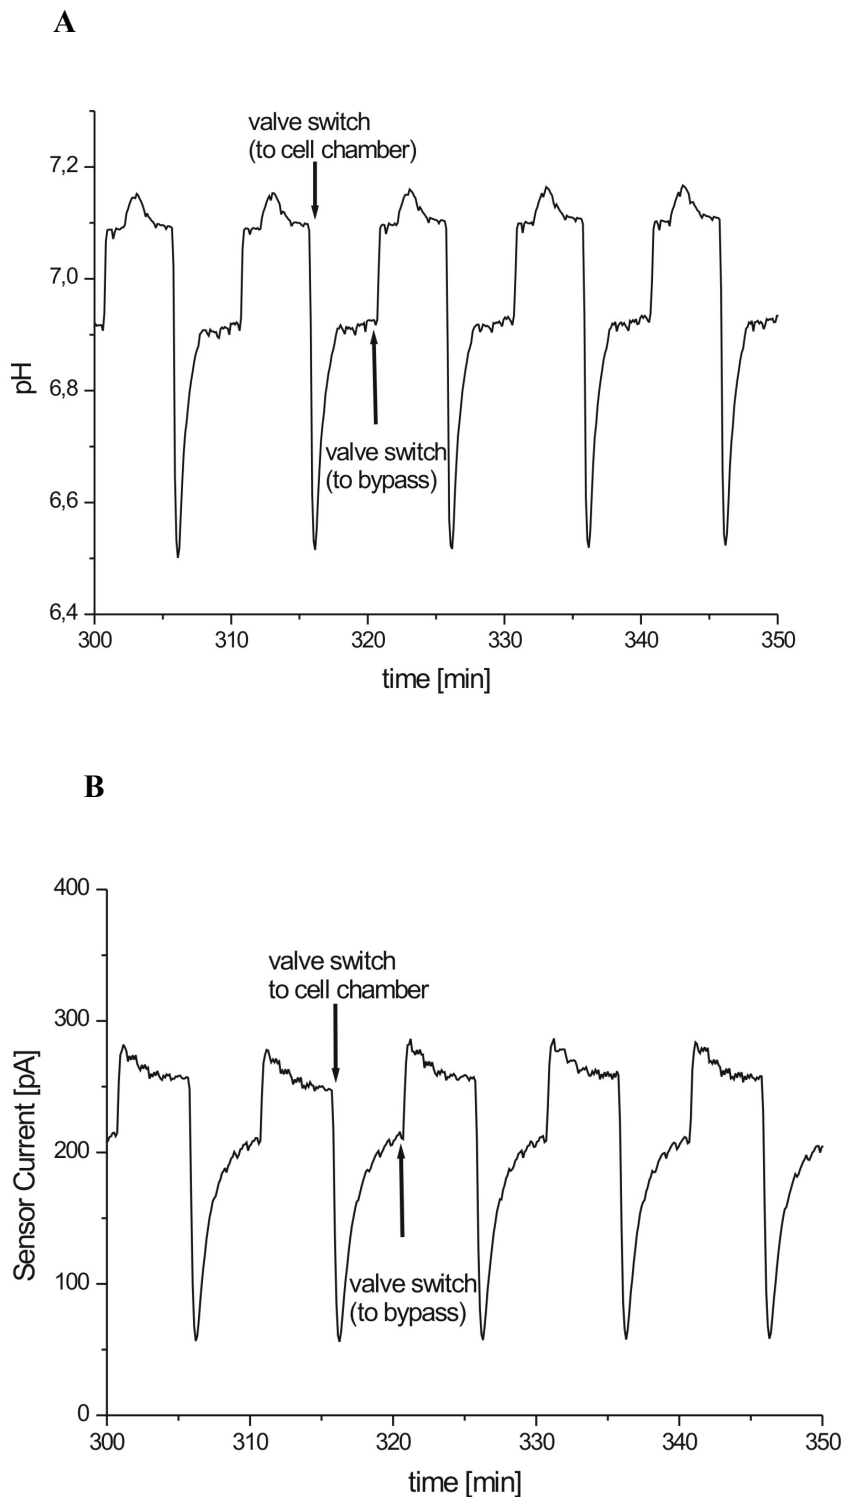 A
valve switch
(to cell chamber)
7,2
7,0
6,8
6,6
6,4
pH
valve switch
(to bypass)
300 310 320 330 340 350
time [min]
B
400
300
200
100
0
Sensor Current [pA]
valve switch
to cell chamber
valve switch
(to bypass)
300 310 320 330 340 350
time [min]